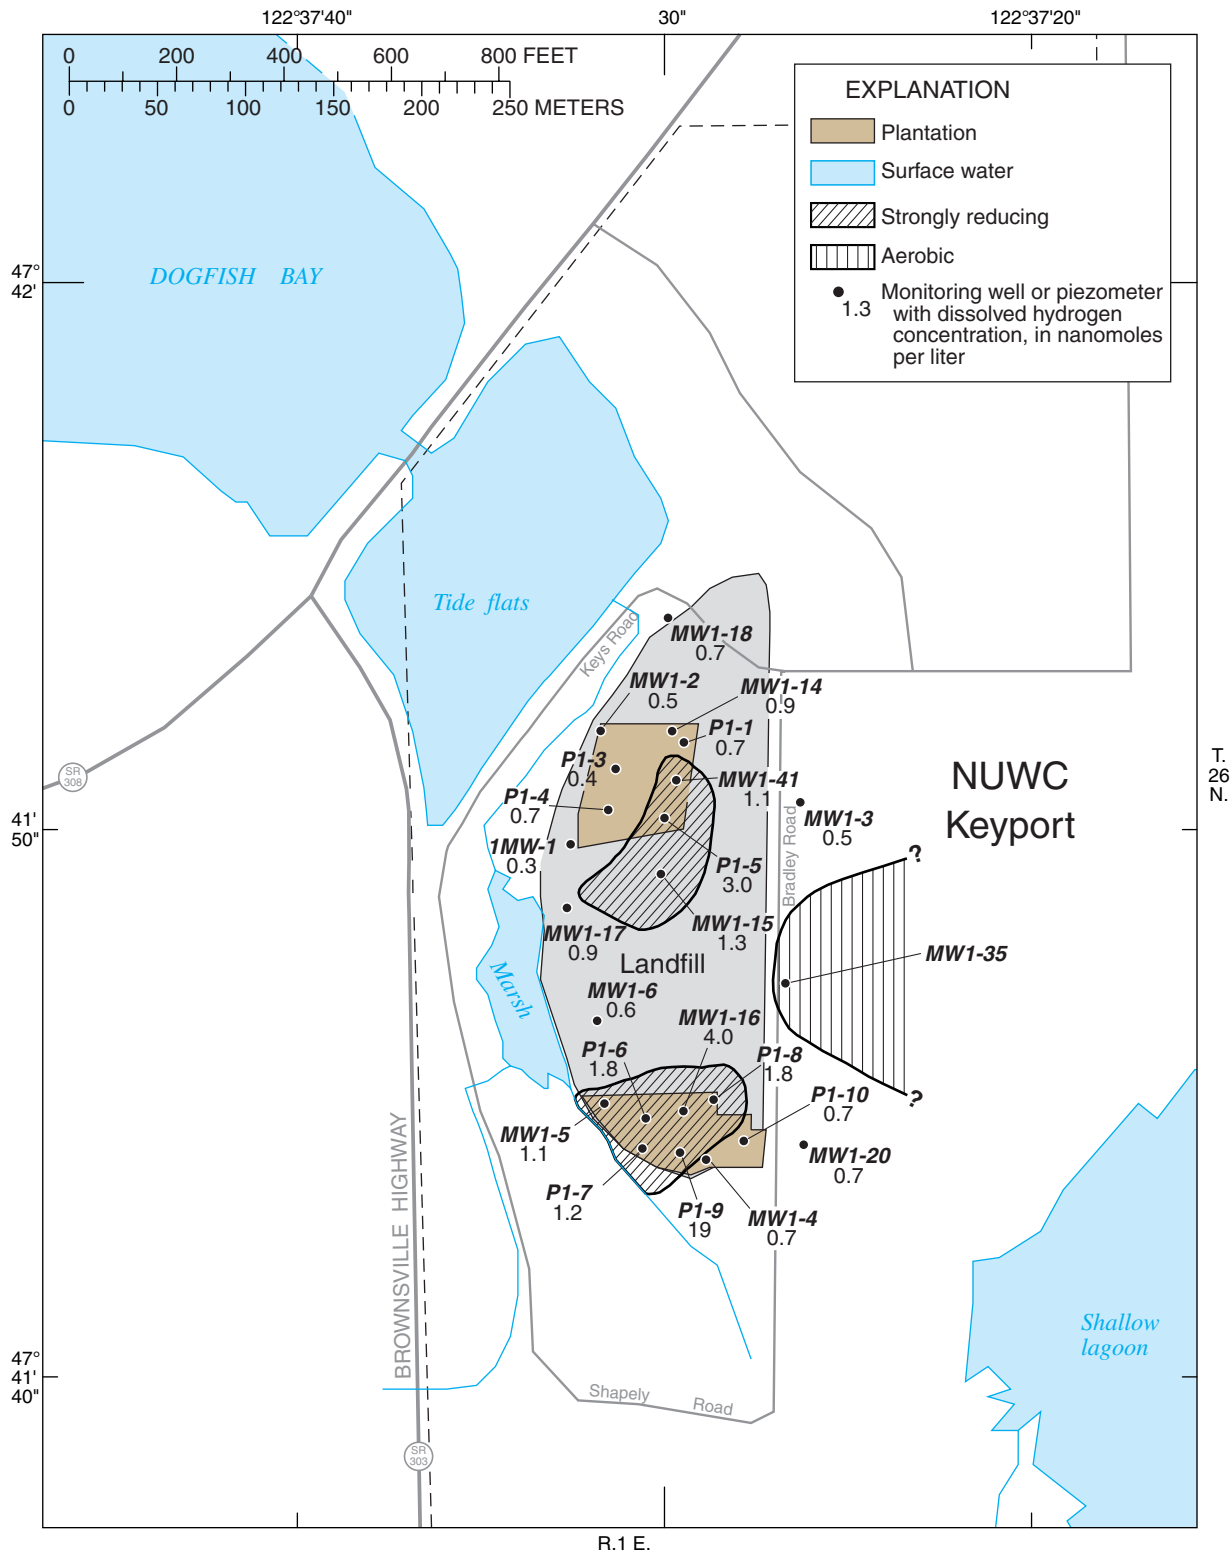 122°37'40" 30" 122°37'20"
0 200 400 600 800 FEET
0 50 100 150 200 250 METERS
EXPLANATION
Plantation
Surface water
Strongly reducing
Aerobic
1.3 Monitoring well or piezometer
with dissolved hydrogen
concentration, in nanomoles
per liter
47°
42'
DOGFISH BAY
Tide flats
Keys Road
MW1-18
0.7
MW1-2
0.5
MW1-14
0.9
P1-1
0.7
P1-3
0.4
MW1-41
1.1
P1-4
0.7
SR
308
T.
26
N.
NUWC
Keyport
MW1-3
0.5
41'
50"
1MW-1
0.3
Bradley Road
P1-5
3.0
?
MW1-15
1.3
MW1-17
0.9
Landfill
MW1-35
Marsh
MW1-6
0.6
MW1-16
4.0
P1-6
1.8
P1-8
1.8
P1-10
0.7
?
MW1-5
1.1
MW1-20
0.7
P1-7
1.2
P1-9
19
MW1-4
0.7
BROWNSVILLE HIGHWAY
Shallow
lagoon
47°
41'
40"
Shapely Road
SR
303
R.1 E.